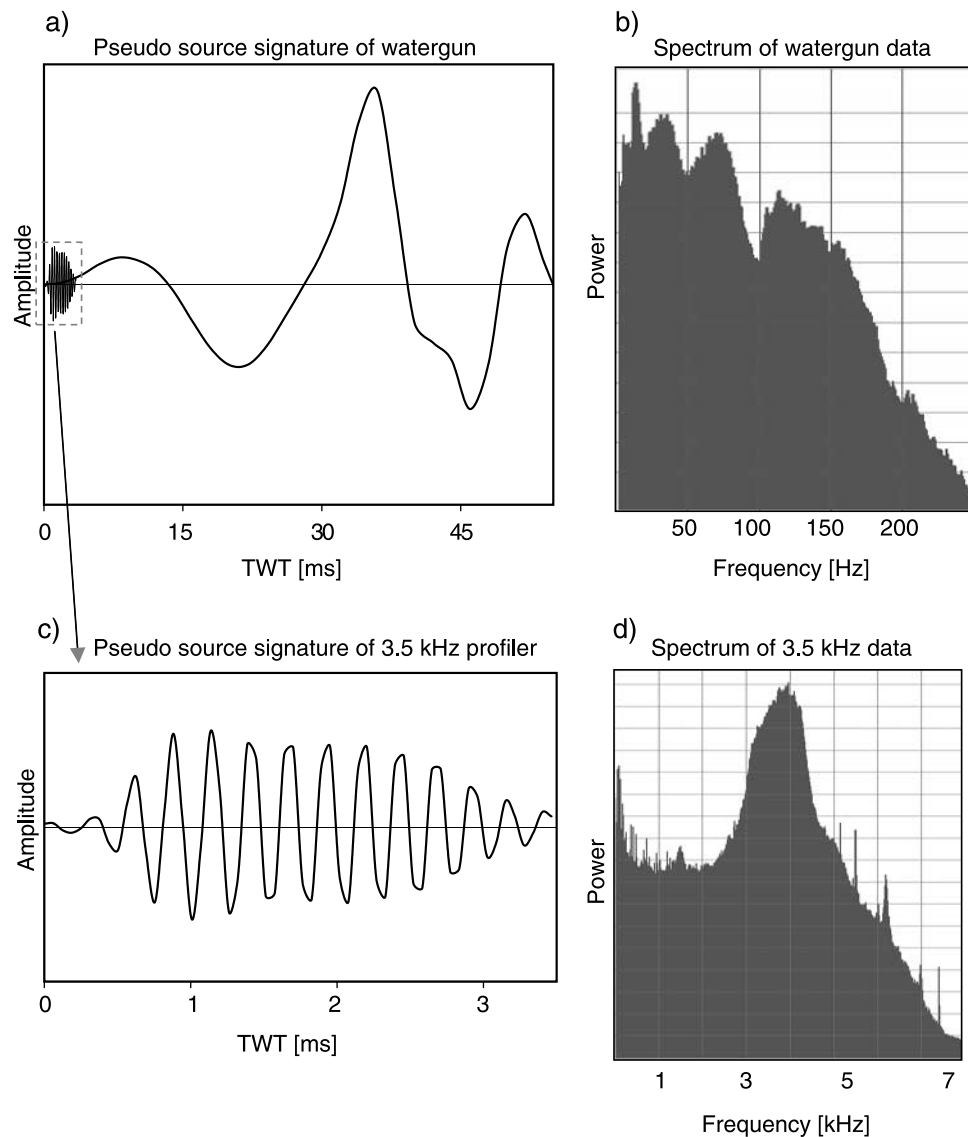 a)
Pseudo source signature of watergun
Amplitude
0 15 30 45
TWT [ms]
b)
Spectrum of watergun data
Power
50 100 150 200
Frequency [Hz]
c)
Pseudo source signature of 3.5 kHz profiler
Amplitude
0 1 2 3
TWT [ms]
d)
Spectrum of 3.5 kHz data
Power
1 3 5 7
Frequency [kHz]